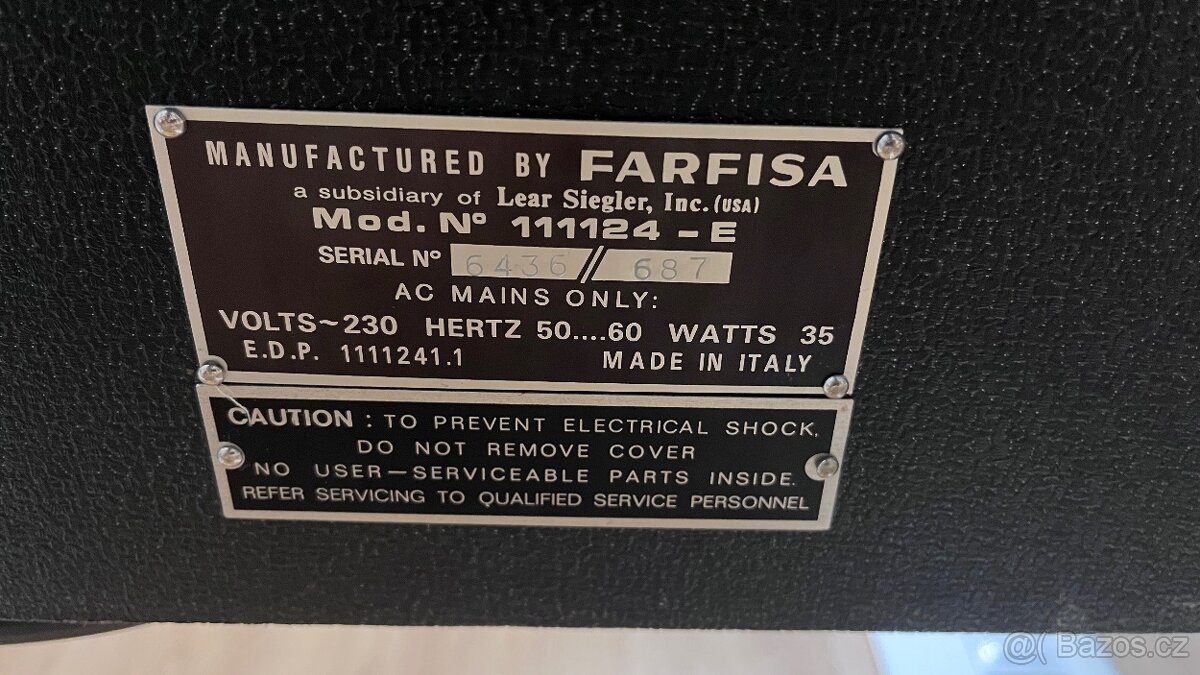 MANUFACTURED BY FARFISA
a subsidiary of Lear Siegler, Inc. (USA)
Mod. Nº 111124 - E
SERIAL Nº 6436 // 687
AC MAINS ONLY:
VOLTS~230 HERTZ 50....60 WATTS 35
E.D.P. 1111241.1 MADE IN ITALY
CAUTION : TO PREVENT ELECTRICAL SHOCK,
DO NOT REMOVE COVER
NO USER—SERVICEABLE PARTS INSIDE.
REFER SERVICING TO QUALIFIED SERVICE PERSONNEL
@( Bazos.cz